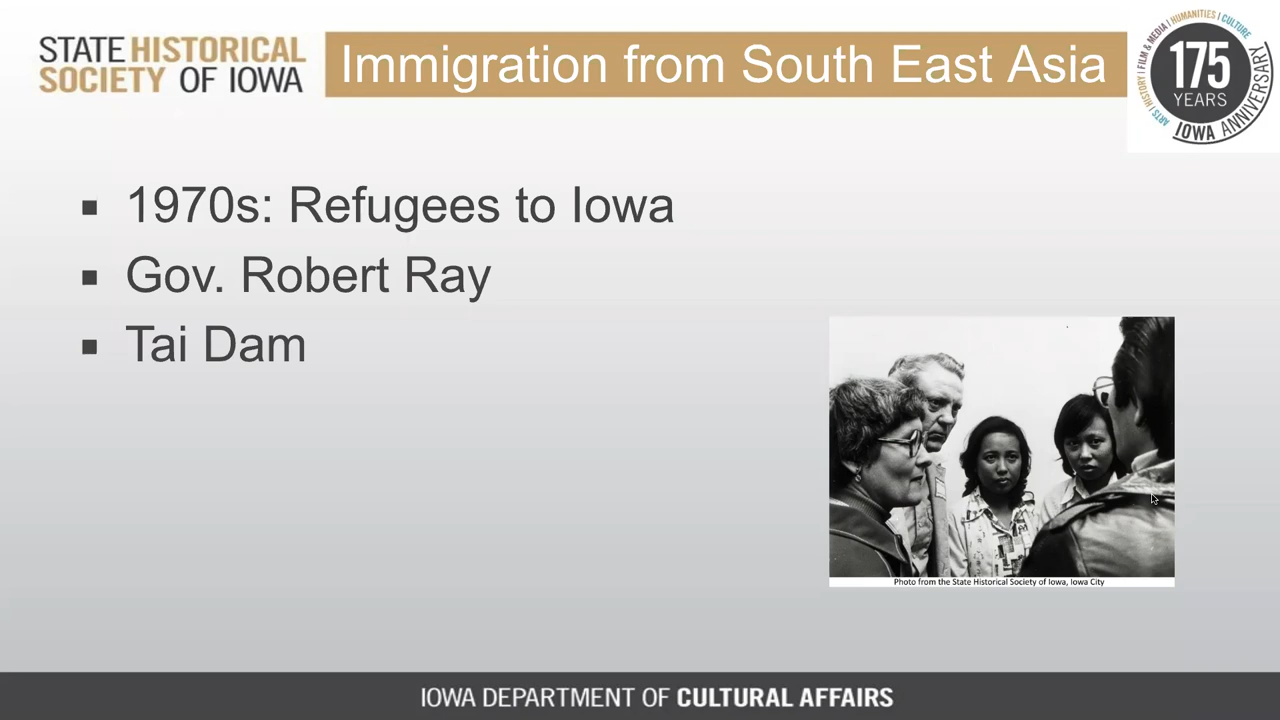 STATE HISTORICAL
SOCIETY OF IOWA
Immigration from South East Asia
ARTS | HISTORY | FILM & MEDIA | HUMANITIES | CULTURE
175
YEARS
IOWA ANNIVERSARY
▪ 1970s: Refugees to Iowa
▪ Gov. Robert Ray
▪ Tai Dam
Photo from the State Historical Society of Iowa, Iowa City
IOWA DEPARTMENT OF CULTURAL AFFAIRS